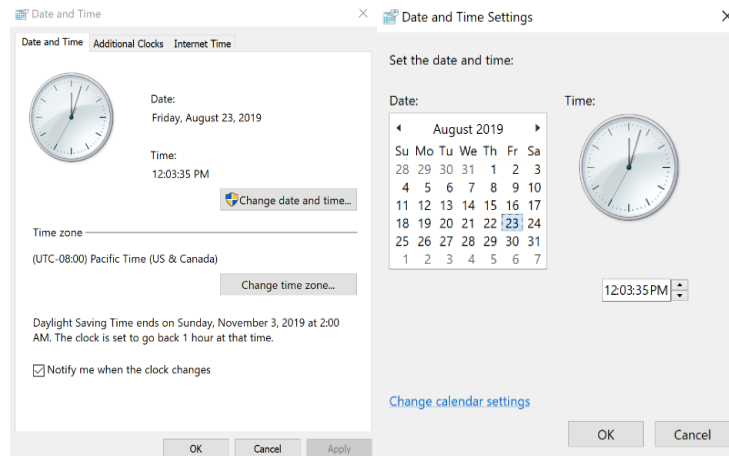 Date and Time
Date and Time Additional Clocks Internet Time
Date:
Friday, August 23, 2019
Time:
12:03:35 PM
Change date and time...
Time zone
(UTC-08:00) Pacific Time (US & Canada)
Change time zone...
Daylight Saving Time ends on Sunday, November 3, 2019 at 2:00
AM. The clock is set to go back 1 hour at that time.
Notify me when the clock changes
OK Cancel Apply
Date and Time Settings
Set the date and time:
Date:
August 2019
Su Mo Tu We Th Fr Sa
28 29 30 31 1 2 3
4 5 6 7 8 9 10
11 12 13 14 15 16 17
18 19 20 21 22 23 24
25 26 27 28 29 30 31
1 2 3 4 5 6 7
Time:
12:03:35 PM
Change calendar settings
OK Cancel